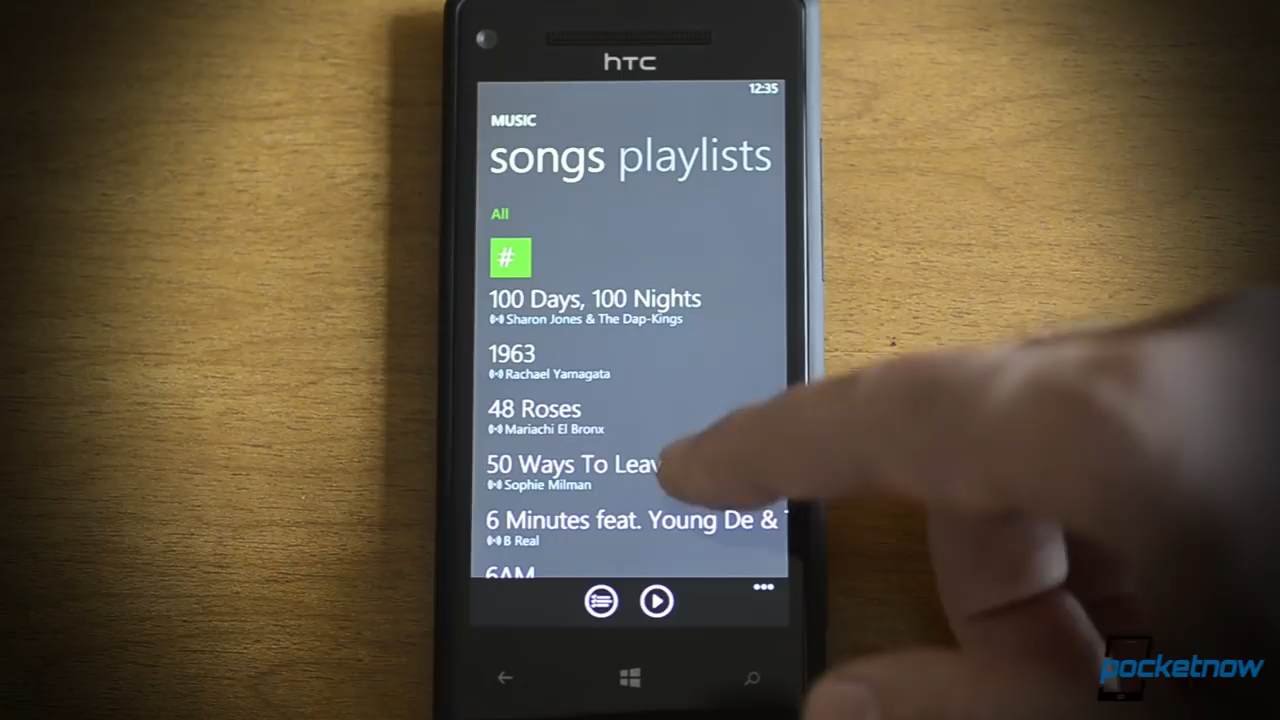 hTC
12:35
MUSIC
songs playlists
All
#
100 Days, 100 Nights
Sharon Jones & The Dap-Kings
1963
Rachael Yamagata
48 Roses
Mariachi El Bronx
50 Ways To Leav
Sophie Milman
6 Minutes feat. Young De &
B Real
6AM
pocketnow